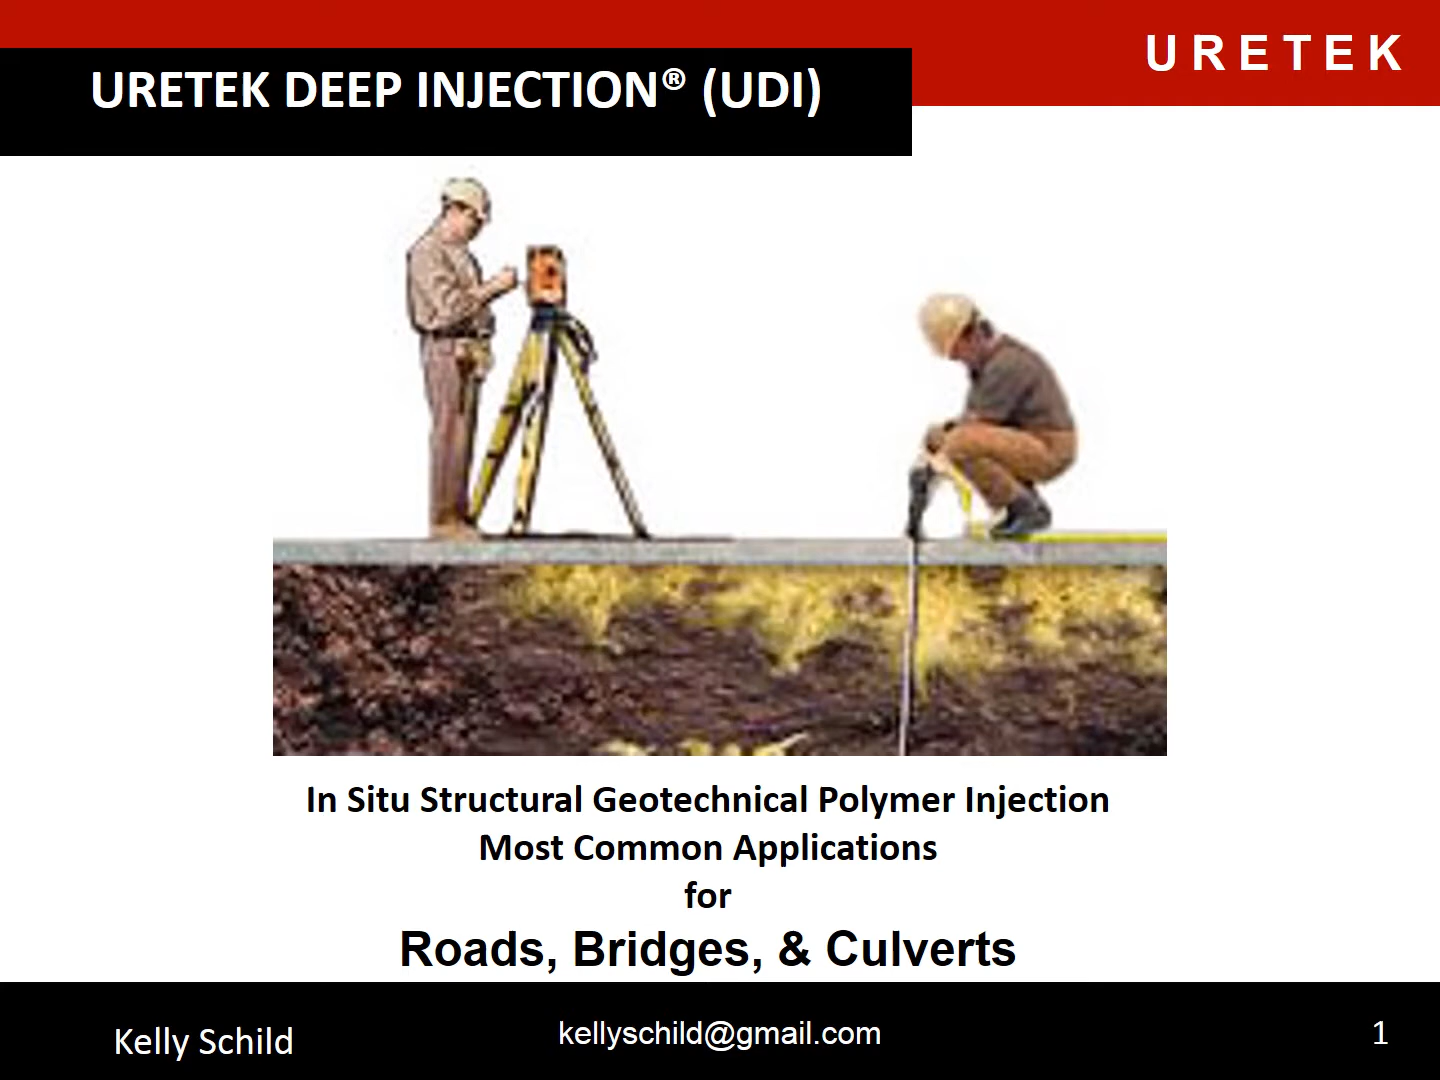 URETEK
URETEK DEEP INJECTION® (UDI)
In Situ Structural Geotechnical Polymer Injection
Most Common Applications
for
Roads, Bridges, & Culverts
Kelly Schild
kellyschild@gmail.com
1